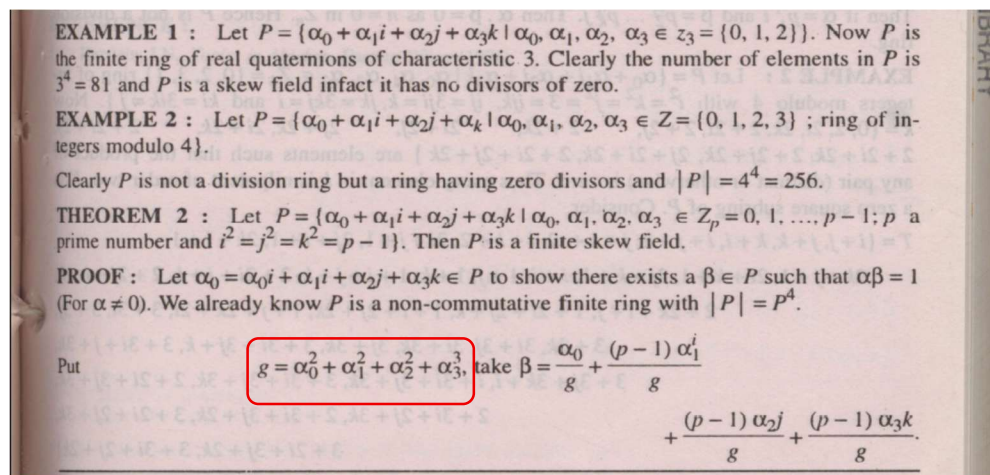 EXAMPLE 1 : Let P = {α₀ + α₁i + α₂j + α₃k | α₀, α₁, α₂, α₃ ∈ z₃ = {0, 1, 2}}. Now P is
the finite ring of real quaternions of characteristic 3. Clearly the number of elements in P is
3⁴ = 81 and P is a skew field infact it has no divisors of zero.
EXAMPLE 2 : Let P = {α₀ + α₁i + α₂j + αₖ | α₀, α₁, α₂, α₃ ∈ Z = {0, 1, 2, 3} ; ring of in-
tegers modulo 4}.
Clearly P is not a division ring but a ring having zero divisors and |P| = 4⁴ = 256.
THEOREM 2 : Let P = {α₀ + α₁i + α₂j + α₃k | α₀, α₁, α₂, α₃ ∈ Zₚ = 0, 1, ..., p − 1; p a
prime number and i² = j² = k² = p − 1}. Then P is a finite skew field.
PROOF : Let α₀ = α₀i + α₁i + α₂j + α₃k ∈ P to show there exists a β ∈ P such that αβ = 1
(For α ≠ 0). We already know P is a non-commutative finite ring with |P| = P⁴.
Put g = α₀² + α₁² + α₂² + α₃³, take β = α₀/g + (p − 1) α₁ⁱ/g
+ (p − 1) α₂j/g + (p − 1) α₃k/g.